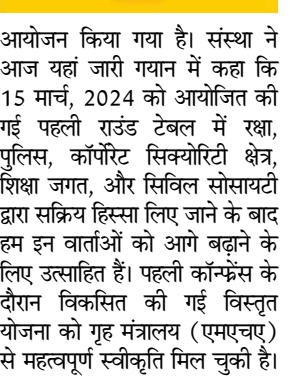 आयोजन किया गया है। संस्था ने
आज यहां जारी गयान में कहा कि
15 मार्च, 2024 को आयोजित की
गई पहली राउंड टेबल में रक्षा,
पुलिस, कॉर्पोरेट सिक्योरिटी क्षेत्र,
शिक्षा जगत, और सिविल सोसायटी
द्वारा सक्रिय हिस्सा लिए जाने के बाद
हम इन वार्ताओं को आगे बढ़ाने के
लिए उत्साहित हैं। पहली कॉन्फ्रेंस के
दौरान विकसित की गई विस्तृत
योजना को गृह मंत्रालय (एमएचए)
से महत्वपूर्ण स्वीकृति मिल चुकी है।